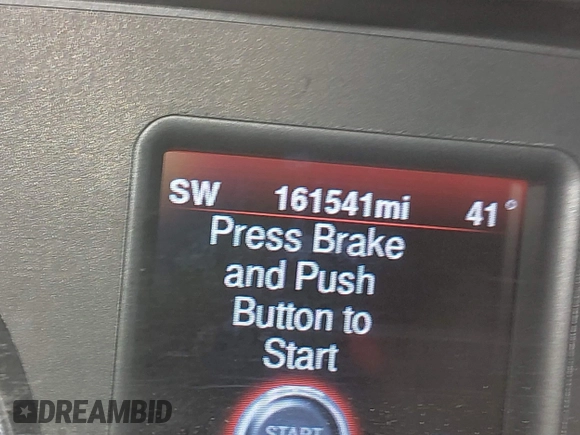 SW 161541mi 41°
Press Brake
and Push
Button to
Start
START
DREAMBID